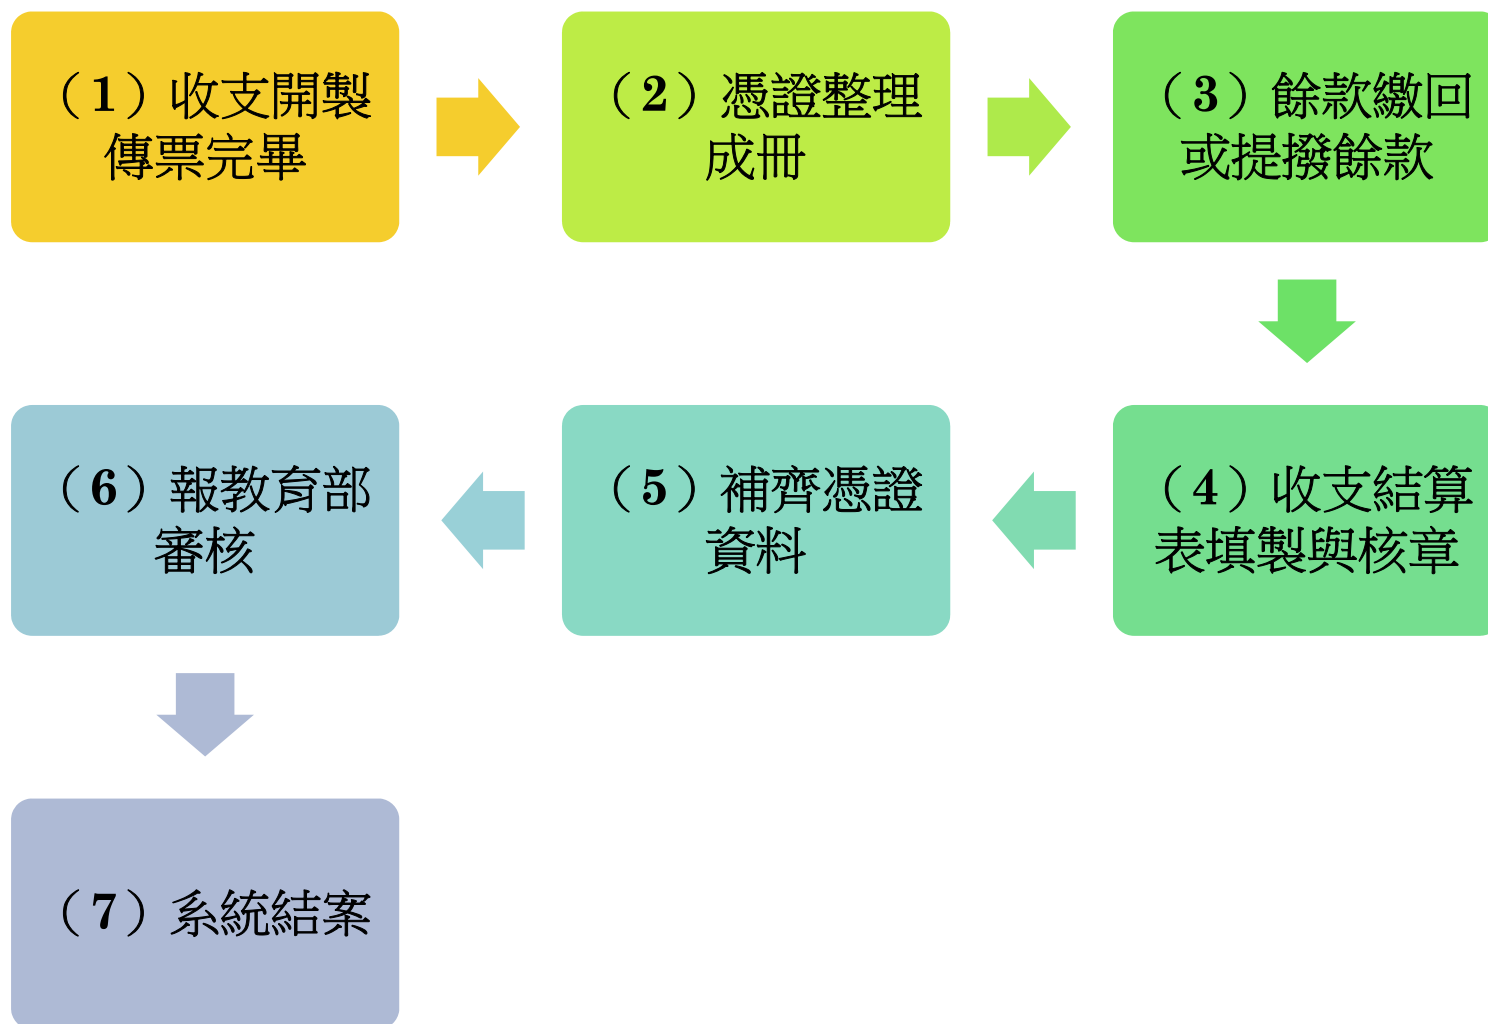 （1）收支開製
傳票完畢
（2）憑證整理
成冊
（3）餘款繳回
或提撥餘款
（4）收支結算
表填製與核章
（5）補齊憑證
資料
（6）報教育部
審核
（7）系統結案